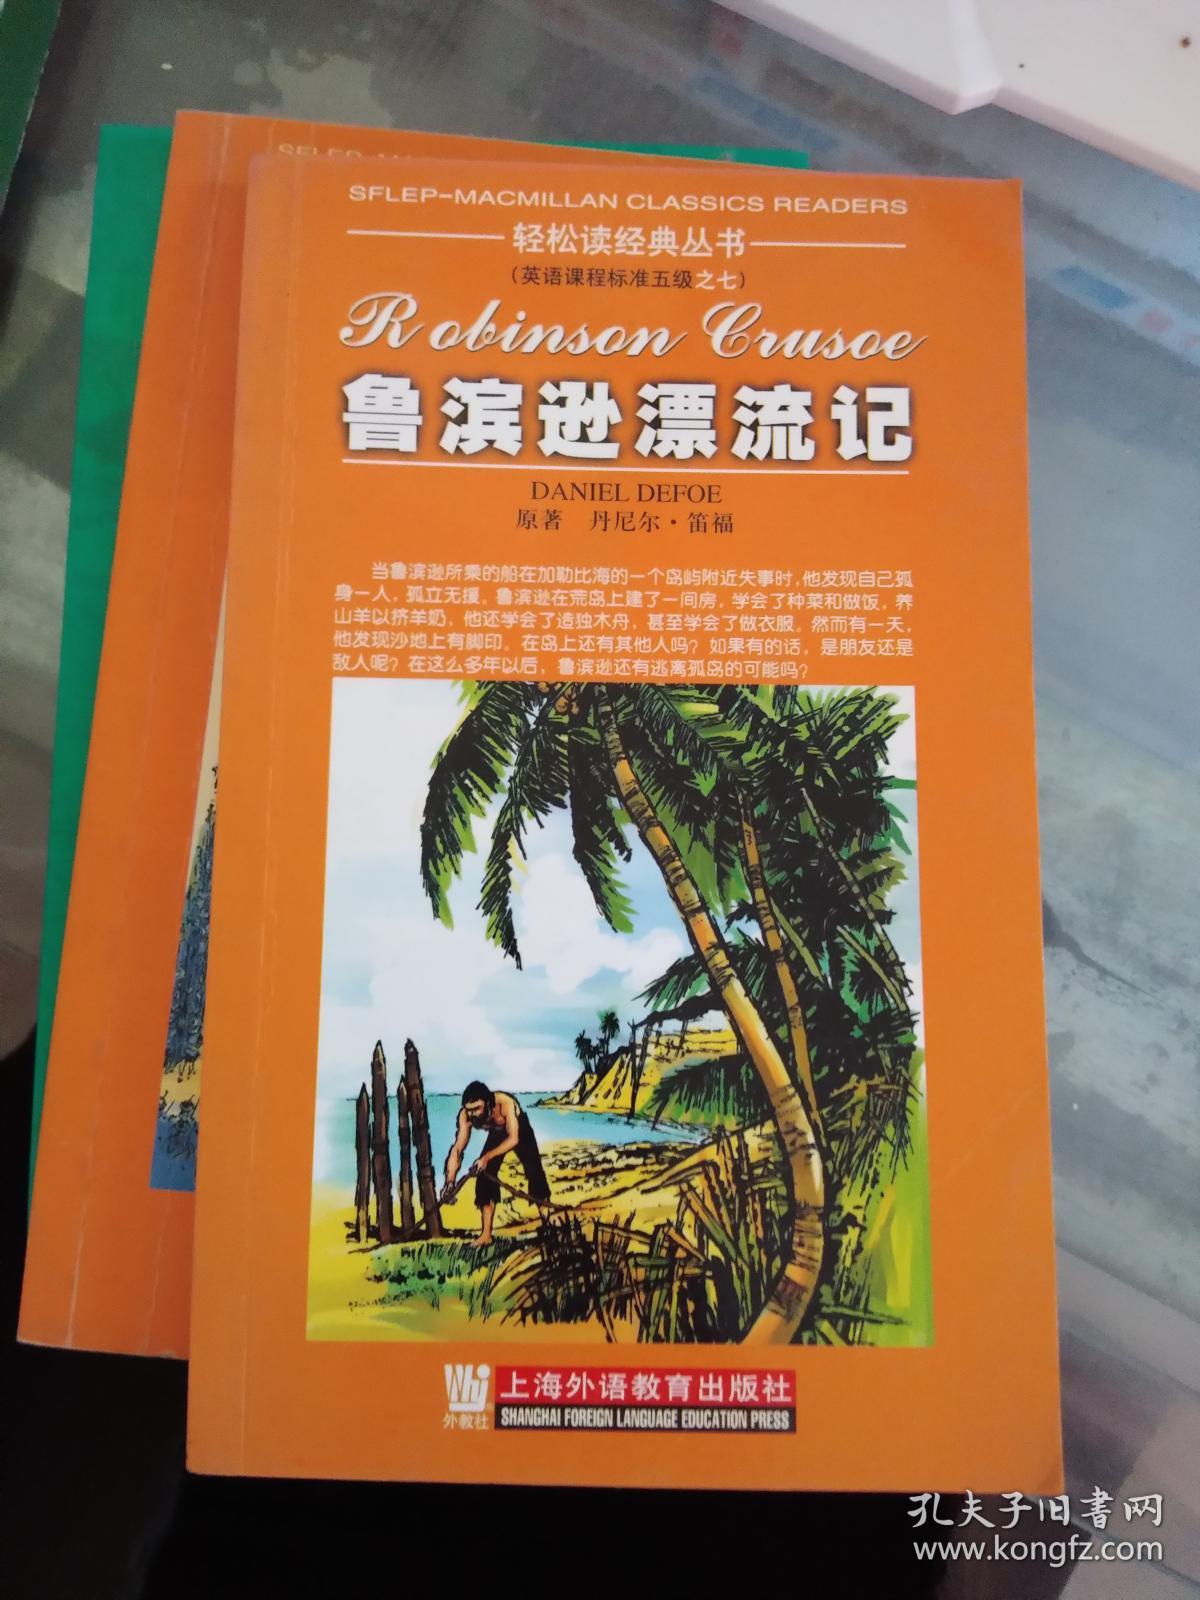 SFLEP-MACMILLAN CLASSICS READERS
轻松读经典丛书
(英语课程标准五级之七)
Robinson Crusoe
鲁滨逊漂流记
DANIEL DEFOE
原著 丹尼尔·笛福
当鲁滨逊所乘的船在加勒比海的一个岛屿附近失事时,他发现自己孤
身一人,孤立无援。鲁滨逊在荒岛上建了一间房,学会了种菜和做饭,养
山羊以挤羊奶,他还学会了造独木舟,甚至学会了做衣服。然而有一天,
他发现沙地上有脚印。在岛上还有其他人吗?如果有的话,是朋友还是
敌人呢?在这么多年以后,鲁滨逊还有逃离孤岛的可能吗?
外教社
上海外语教育出版社
SHANGHAI FOREIGN LANGUAGE EDUCATION PRESS
孔夫子旧书网
www.kongfz.com